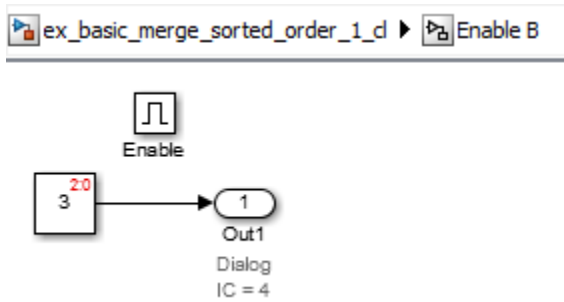 ex_basic_merge_sorted_order_1_cl Enable B
Enable
2:0
3
1
Out1
Dialog
IC = 4